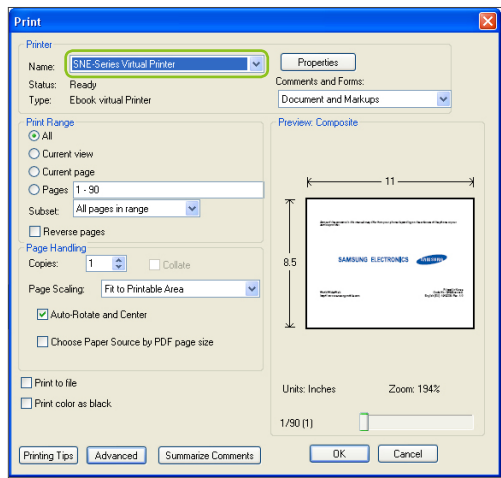 Print
Printer
Name: SNE-Series Virtual Printer
Properties
Status: Ready
Comments and Forms:
Type: Ebook virtual Printer
Document and Markups
Print Range
All
Current view
Current page
Pages 1 - 90
Subset: All pages in range
Reverse pages
Page Handling
Copies: 1
Collate
Page Scaling: Fit to Printable Area
Auto-Rotate and Center
Choose Paper Source by PDF page size
Print to file
Print color as black
Preview: Composite
11
8.5
SAMSUNG ELECTRONICS
SAMSUNG
Units: Inches Zoom: 194%
1/90 (1)
Printing Tips
Advanced
Summarize Comments
OK
Cancel